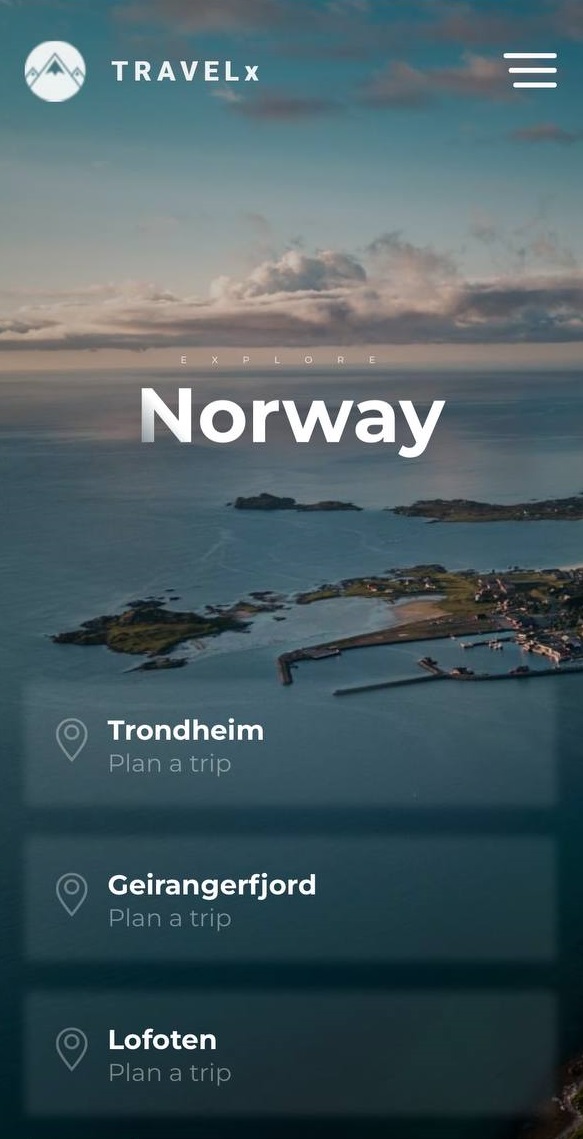 TRAVELx
EXPLORE
Norway
Trondheim
Plan a trip
Geirangerfjord
Plan a trip
Lofoten
Plan a trip